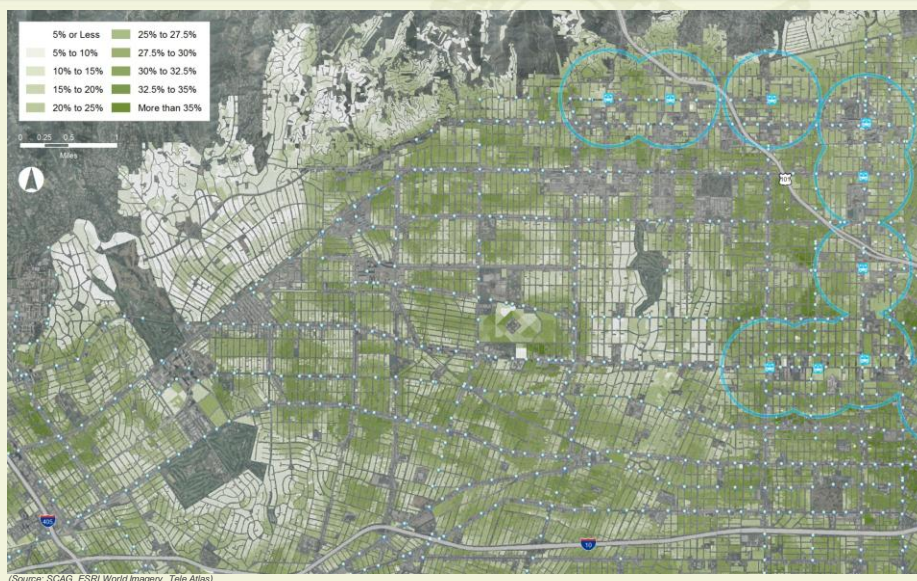 5% or Less
5% to 10%
10% to 15%
15% to 20%
20% to 25%
25% to 27.5%
27.5% to 30%
30% to 32.5%
32.5% to 35%
More than 35%
0 0.25 0.5 1
Miles
101
405
10
(Source: SCAG, ESRI World Imagery, Tele Atlas)